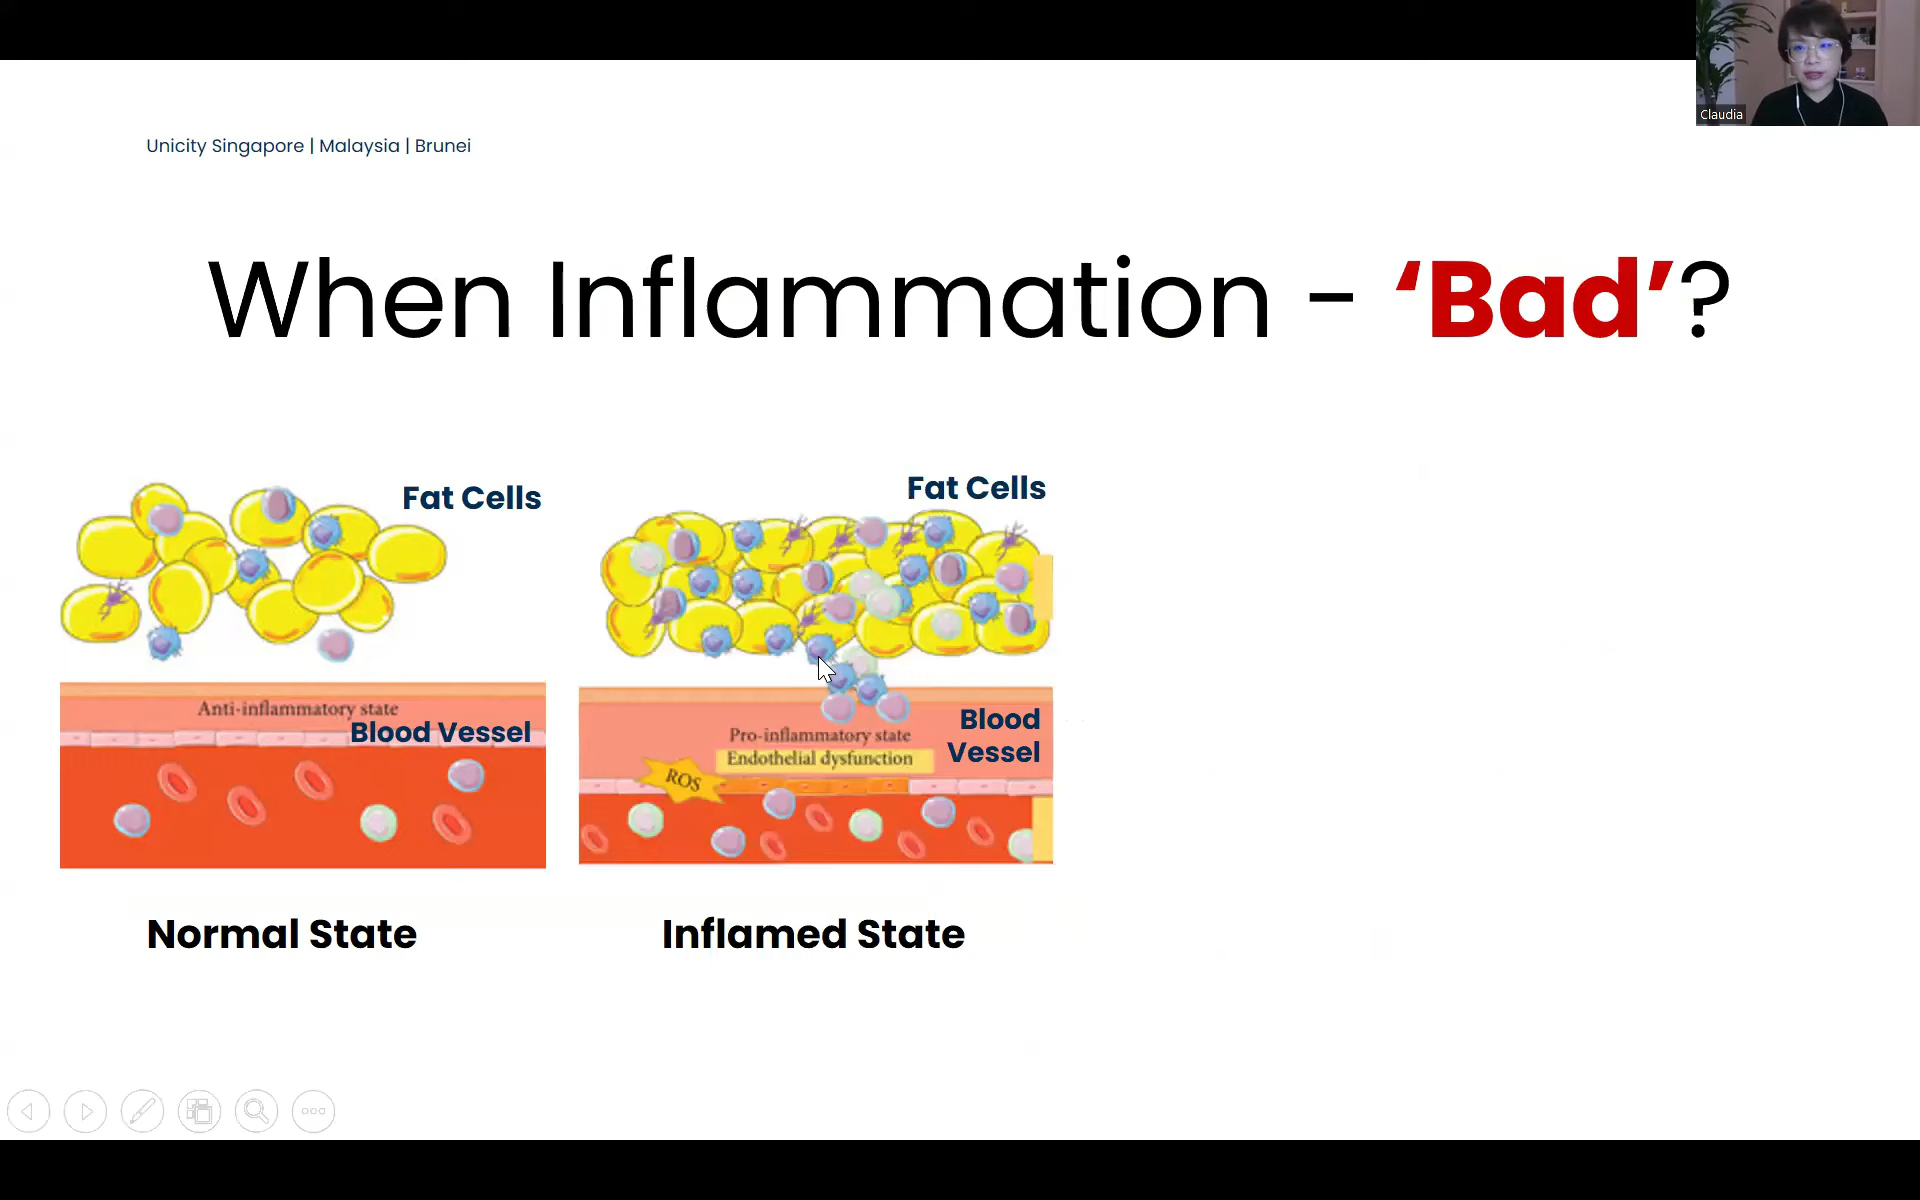 Claudia
Unicity Singapore | Malaysia | Brunei
When Inflammation - ‘Bad’?
Fat Cells
Anti-inflammatory state
Blood Vessel
Normal State
Fat Cells
Pro-inflammatory state
Endothelial dysfunction
ROS
Blood
Vessel
Inflamed State